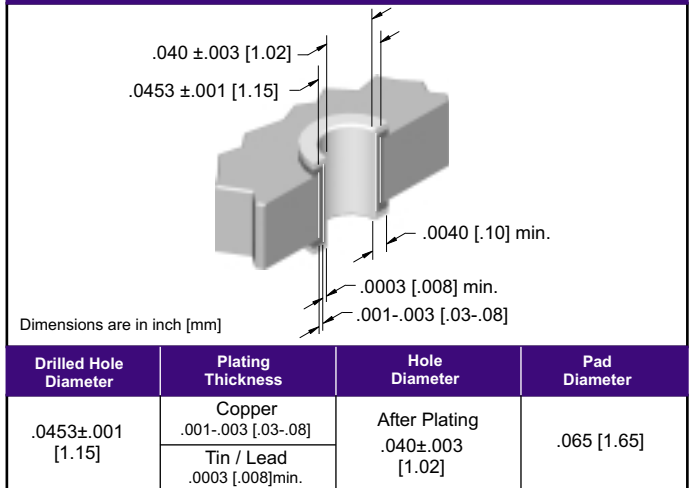 .040 ±.003 [1.02]
.0453 ±.001 [1.15]
.0040 [.10] min.
.0003 [.008] min.
.001-.003 [.03-.08]
Dimensions are in inch [mm]
Drilled Hole
Diameter
Plating
Thickness
Hole
Diameter
Pad
Diameter
.0453±.001
[1.15]
Copper
.001-.003 [.03-.08]
Tin / Lead
.0003 [.008]min.
After Plating
.040±.003
[1.02]
.065 [1.65]